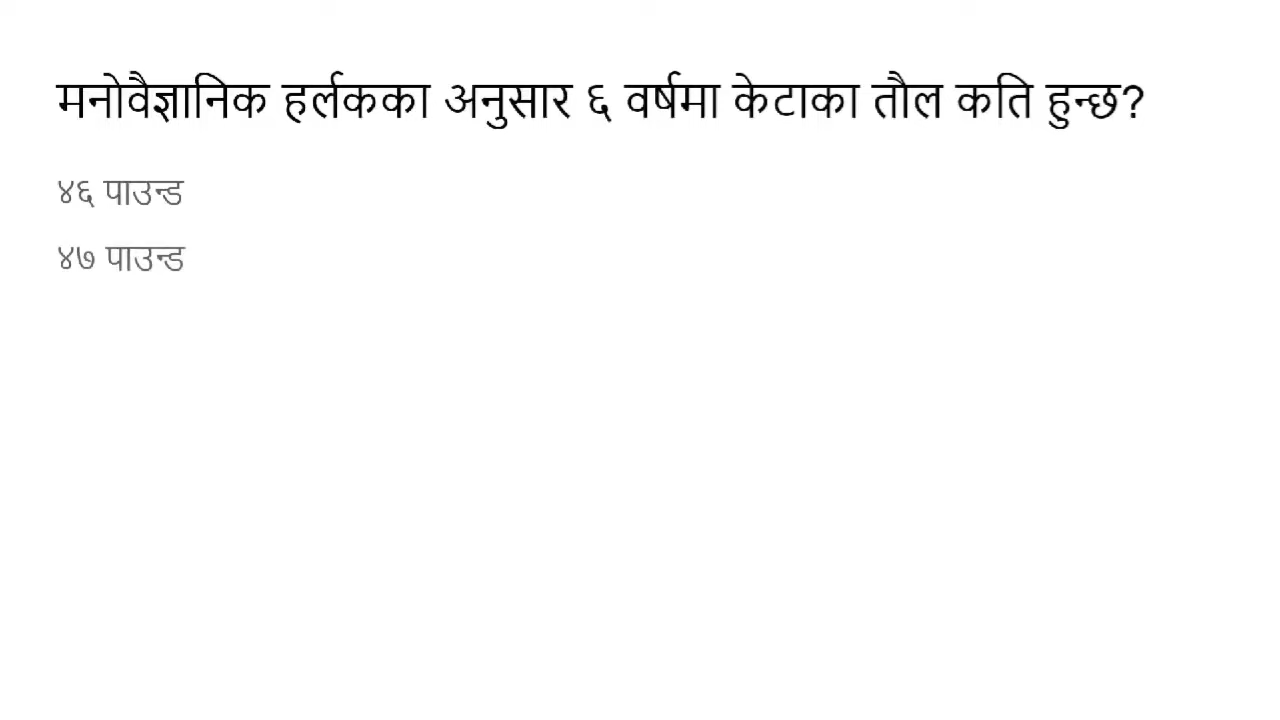 मनोवैज्ञानिक हर्लकका अनुसार ६ वर्षमा केटाका तौल कति हुन्छ?
४६ पाउन्ड
४७ पाउन्ड